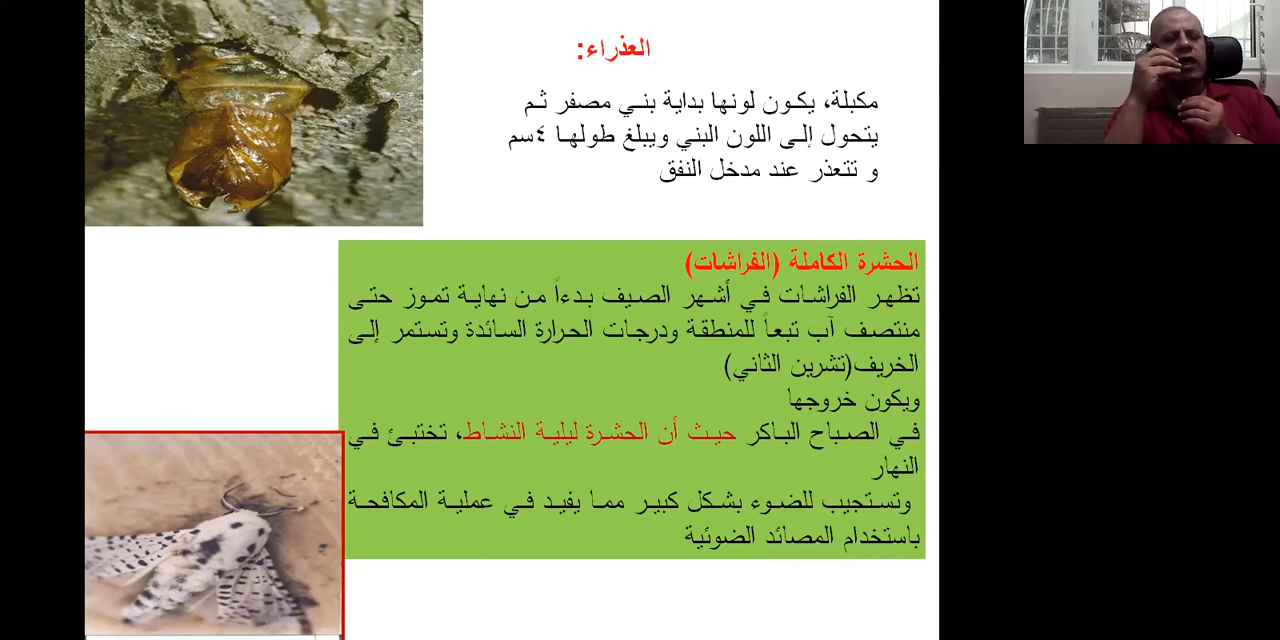 العذراء:
مكبلة، يكون لونها بداية بني مصفر ثم
يتحول إلى اللون البني ويبلغ طولها ٤سم
و تتعذر عند مدخل النفق
الحشرة الكاملة (الفراشات)
تظهر الفراشات في أشهر الصيف بدءاً من نهاية تموز حتى
منتصف آب تبعاً للمنطقة ودرجات الحرارة السائدة وتستمر إلى
الخريف(تشرين الثاني)
ويكون خروجها
في الصباح الباكر حيث أن الحشرة ليلية النشاط، تختبئ في
النهار
وتستجيب للضوء بشكل كبير مما يفيد في عملية المكافحة
باستخدام المصائد الضوئية